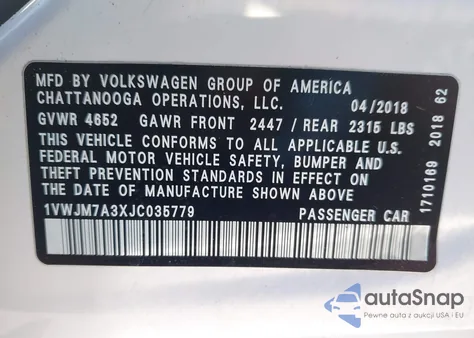 MFD BY VOLKSWAGEN GROUP OF AMERICA
CHATTANOOGA OPERATIONS, LLC. 04/2018
GVWR 4652 GAWR FRONT 2447 / REAR 2315 LBS
THIS VEHICLE CONFORMS TO ALL APPLICABLE U.S.
FEDERAL MOTOR VEHICLE SAFETY, BUMPER AND
THEFT PREVENTION STANDARDS IN EFFECT ON
THE DATE OF MANUFACTURE SHOWN ABOVE
1VWJM7A3XJC035779 PASSENGER CAR
1710169 2018 62
autoSnap
Pewne auta z aukcji USA i EU